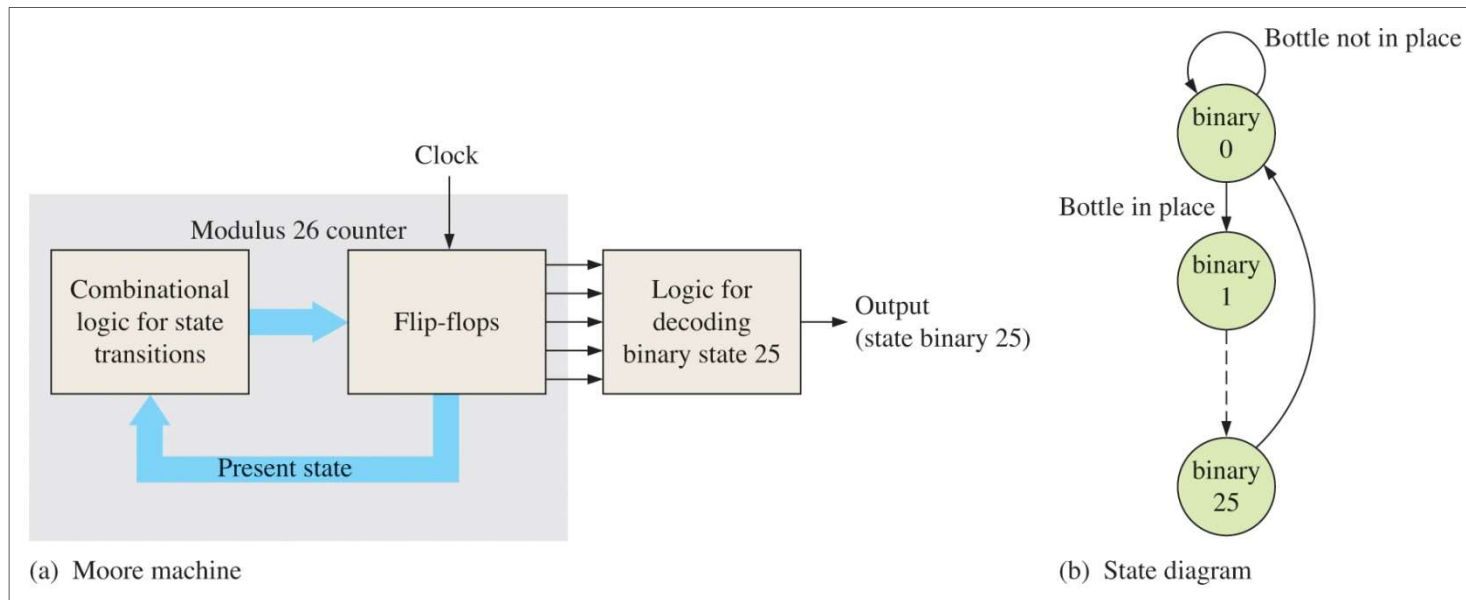 Clock
Modulus 26 counter
Combinational
logic for state
transitions
Flip-flops
Logic for
decoding
binary state 25
Output
(state binary 25)
Present state
(a) Moore machine
Bottle not in place
binary
0
Bottle in place
binary
1
binary
25
(b) State diagram